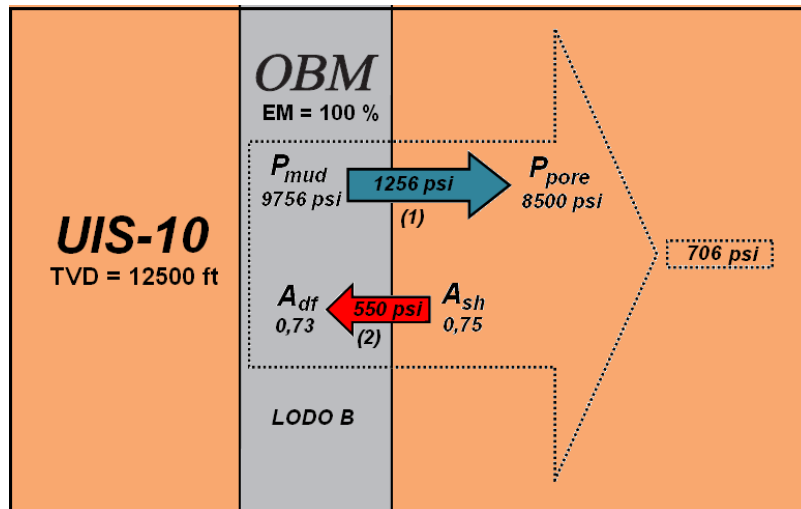 OBM
EM = 100 %
P_mud
9756 psi
1256 psi
(1)
P_pore
8500 psi
UIS-10
TVD = 12500 ft
706 psi
A_df
0,73
550 psi
(2)
A_sh
0,75
LODO B